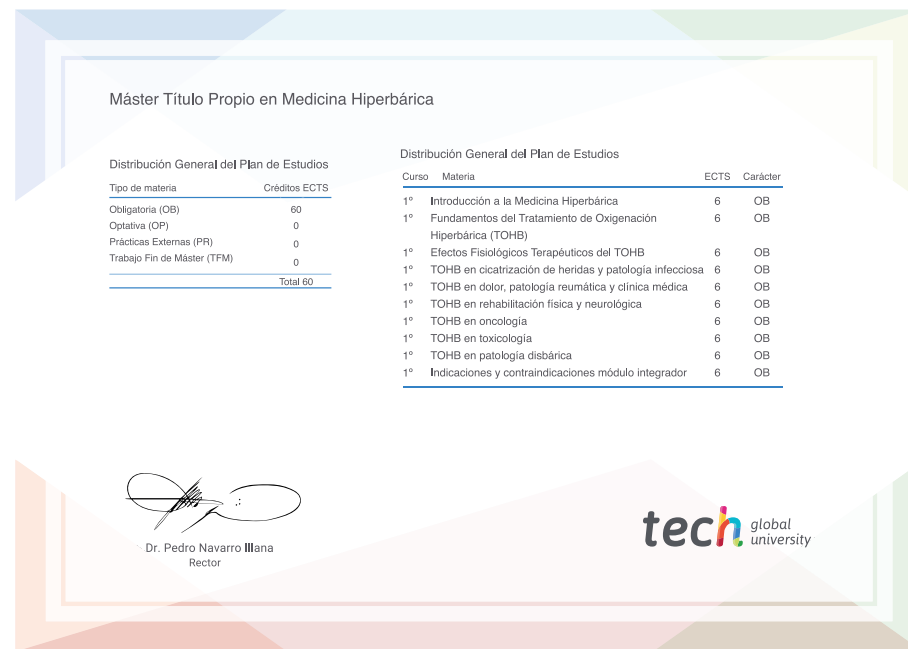 Máster Título Propio en Medicina Hiperbárica
Distribución General del Plan de Estudios
Tipo de materia Créditos ECTS
Obligatoria (OB) 60
Optativa (OP) 0
Prácticas Externas (PR) 0
Trabajo Fin de Máster (TFM) 0
Total 60
Distribución General del Plan de Estudios
Curso Materia ECTS Carácter
1º Introducción a la Medicina Hiperbárica 6 OB
1º Fundamentos del Tratamiento de Oxigenación 6 OB
Hiperbárica (TOHB)
1º Efectos Fisiológicos Terapéuticos del TOHB 6 OB
1º TOHB en cicatrización de heridas y patología infecciosa 6 OB
1º TOHB en dolor, patología reumática y clínica médica 6 OB
1º TOHB en rehabilitación física y neurológica 6 OB
1º TOHB en oncología 6 OB
1º TOHB en toxicología 6 OB
1º TOHB en patología disbárica 6 OB
1º Indicaciones y contraindicaciones módulo integrador 6 OB
Dr. Pedro Navarro Illana
Rector
tech global
university